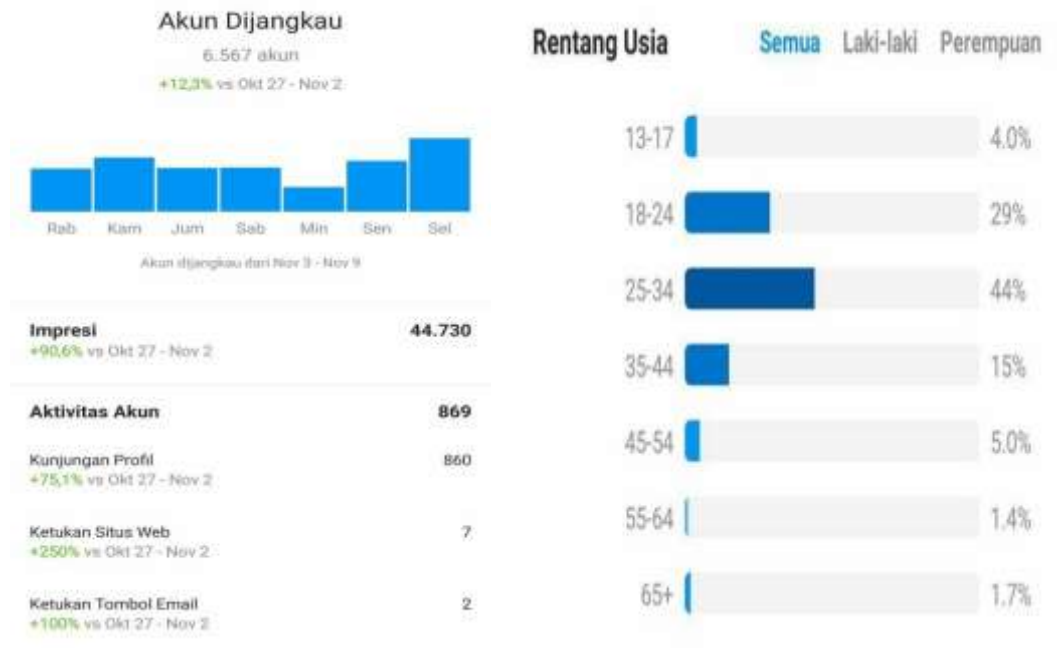 Akun Dijangkau
6.567 akun
+12,3% vs Okt 27 - Nov 2
Rab Kam Jum Sab Min Sen Sel
Akun dijangkau dari Nov 3 - Nov 9
Impresi 44.730
+90,6% vs Okt 27 - Nov 2
Aktivitas Akun 869
Kunjungan Profil 860
+75,1% vs Okt 27 - Nov 2
Ketukan Situs Web 7
+250% vs Okt 27 - Nov 2
Ketukan Tombol Email 2
+100% vs Okt 27 - Nov 2
Rentang Usia Semua Laki-laki Perempuan
13-17 4.0%
18-24 29%
25-34 44%
35-44 15%
45-54 5.0%
55-64 1.4%
65+ 1.7%